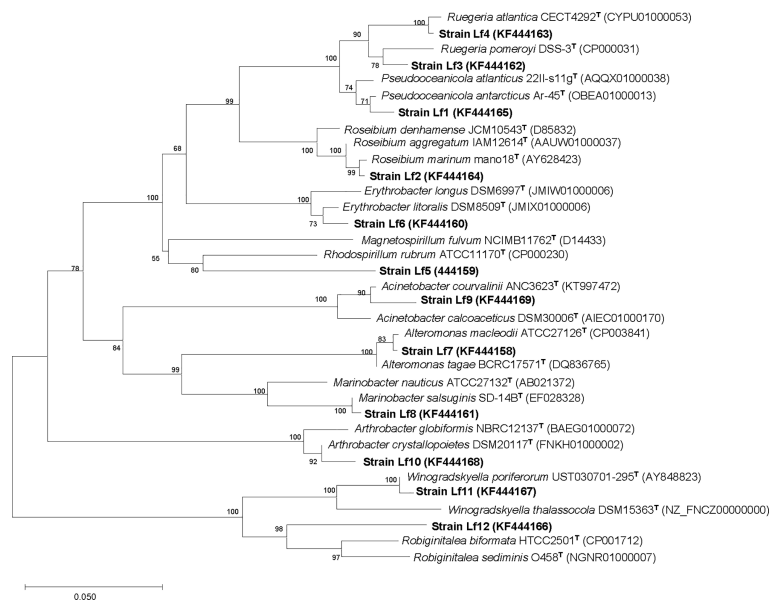 Ruegeria atlantica CECT4292T (CYPU01000053)
100
Strain Lf4 (KF444163)
90
Ruegeria pomeroyi DSS-3T (CP000031)
100
78
Strain Lf3 (KF444162)
Pseudooceanicola atlanticus 22II-s11gT (AQQX01000038)
74
Pseudooceanicola antarcticus Ar-45T (OBEA01000013)
71
99
Strain Lf1 (KF444165)
Roseibium denhamense JCM10543T (D85832)
100
Roseibium aggregatum IAM12614T (AAUW01000037)
100
68
Roseibium marinum mano18T (AY628423)
99
Strain Lf2 (KF444164)
Erythrobacter longus DSM6997T (JMIW01000006)
100
100
Erythrobacter litoralis DSM8509T (JMIX01000006)
73
Strain Lf6 (KF444160)
Magnetospirillum fulvum NCIMB11762T (D14433)
55
Rhodospirillum rubrum ATCC11170T (CP000230)
80
78
Strain Lf5 (444159)
Acinetobacter courvalinii ANC3623T (KT997472)
90
100
Strain Lf9 (KF444169)
Acinetobacter calcoaceticus DSM30006T (AIEC01000170)
Alteromonas macleodii ATCC27126T (CP003841)
83
84
Strain Lf7 (KF444158)
100
Alteromonas tagae BCRC17571T (DQ836765)
99
Marinobacter nauticus ATCC27132T (AB021372)
100
Marinobacter salsuginis SD-14BT (EF028328)
100
Strain Lf8 (KF444161)
Arthrobacter globiformis NBRC12137T (BAEG01000072)
100
Arthrobacter crystallopoietes DSM20117T (FNKH01000002)
92
Strain Lf10 (KF444168)
Winogradskyella poriferorum UST030701-295T (AY848823)
100
100
Strain Lf11 (KF444167)
Winogradskyella thalassocola DSM15363T (NZ_FNCZ00000000)
100
Strain Lf12 (KF444166)
98
Robiginitalea biformata HTCC2501T (CP001712)
97
Robiginitalea sediminis O458T (NGNR01000007)
0.050